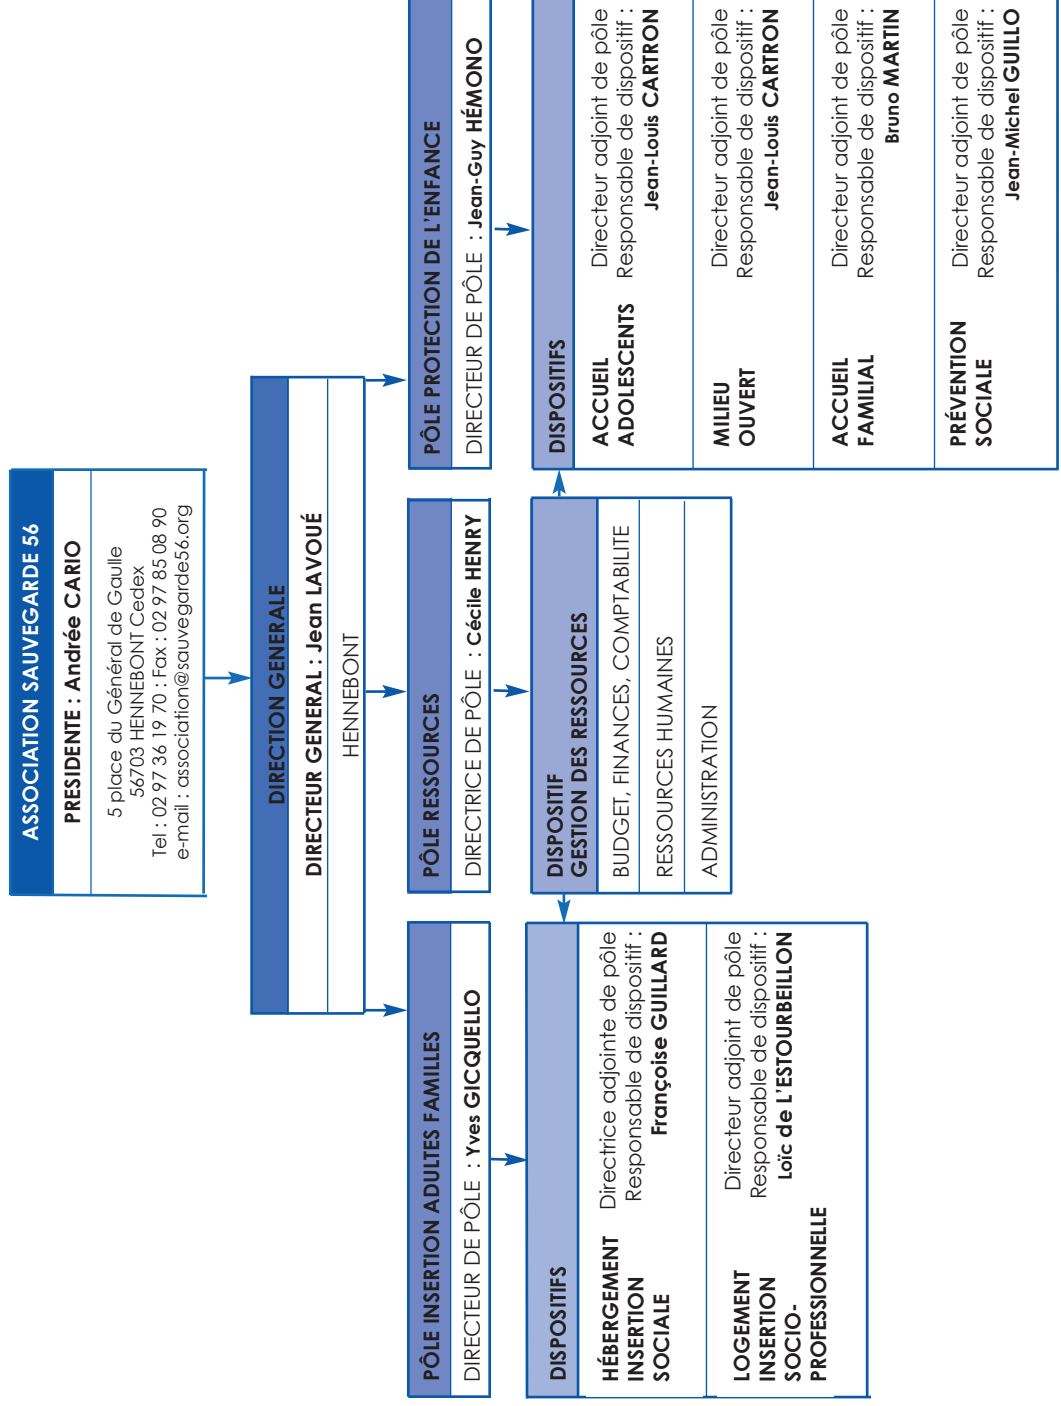 ASSOCIATION SAUVEGARDE 56
PRESIDENTE : Andrée CARIO
5 place du Général de Gaulle
56703 HENNEBONT Cedex
Tel : 02 97 36 19 70 : Fax : 02 97 85 08 90
e-mail : association@sauvegarde56.org
DIRECTION GENERALE
DIRECTEUR GENERAL : Jean LAVOUÉ
HENNEBONT
PÔLE INSERTION ADULTES FAMILLES
DIRECTEUR DE PÔLE : Yves GICQUELLO
DISPOSITIFS
HÉBERGEMENT
INSERTION
SOCIALE
Directrice adjointe de pôle
Responsable de dispositif :
Françoise GUILLARD
LOGEMENT
INSERTION
SOCIO-
PROFESSIONNELLE
Directeur adjoint de pôle
Responsable de dispositif :
Loïc de L'ESTOURBEILLON
PÔLE RESSOURCES
DIRECTRICE DE PÔLE : Cécile HENRY
DISPOSITIF
GESTION DES RESSOURCES
BUDGET, FINANCES, COMPTABILITE
RESSOURCES HUMAINES
ADMINISTRATION
PÔLE PROTECTION DE L'ENFANCE
DIRECTEUR DE PÔLE : Jean-Guy HÉMONO
DISPOSITIFS
ACCUEIL
ADOLESCENTS
Directeur adjoint de pôle
Responsable de dispositif :
Jean-Louis CARTRON
MILIEU
OUVERT
Directeur adjoint de pôle
Responsable de dispositif :
Jean-Louis CARTRON
ACCUEIL
FAMILIAL
Directeur adjoint de pôle
Responsable de dispositif :
Bruno MARTIN
PRÉVENTION
SOCIALE
Directeur adjoint de pôle
Responsable de dispositif :
Jean-Michel GUILLO